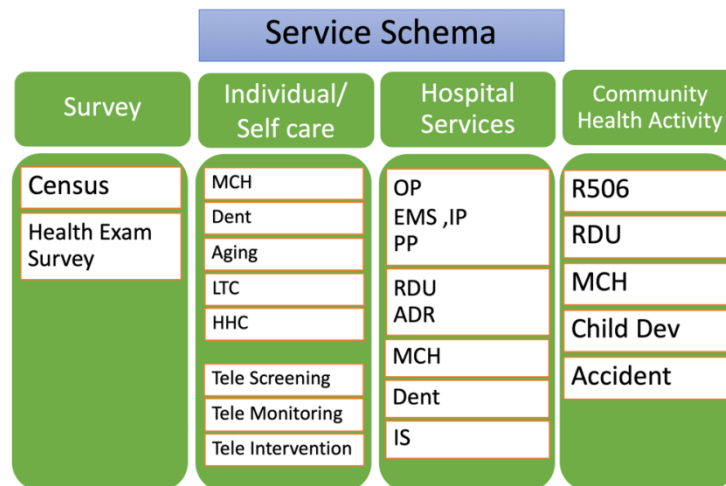 Service Schema
Survey
Census
Health Exam
Survey
Individual/
Self care
MCH
Dent
Aging
LTC
HHC
Tele Screening
Tele Monitoring
Tele Intervention
Hospital
Services
OP
EMS ,IP
PP
RDU
ADR
MCH
Dent
IS
Community
Health Activity
R506
RDU
MCH
Child Dev
Accident